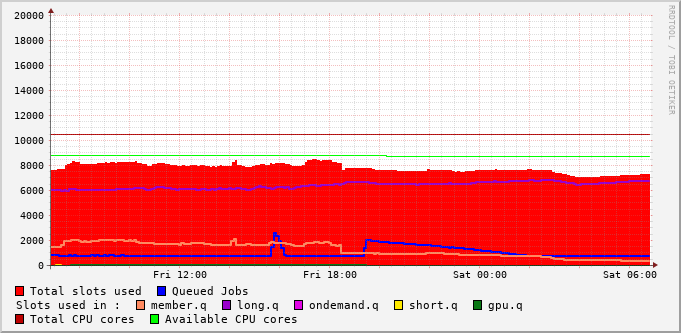 RRDTOOL / TOBI OETIKER
20000
18000
16000
14000
12000
10000
8000
6000
4000
2000
0
Fri 12:00 Fri 18:00 Sat 00:00 Sat 06:00
Total slots used Queued Jobs
Slots used in : member.q long.q ondemand.q short.q gpu.q
Total CPU cores Available CPU cores